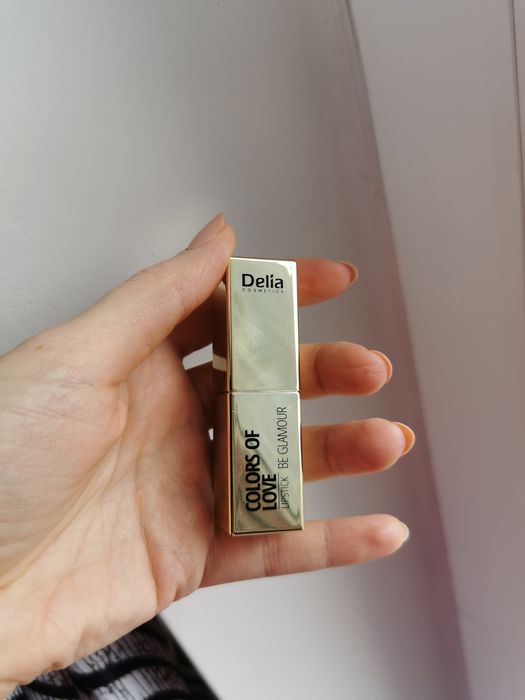 Delia
COSMETICS
COLORS OF
LOVE
LIPSTICK BE GLAMOUR